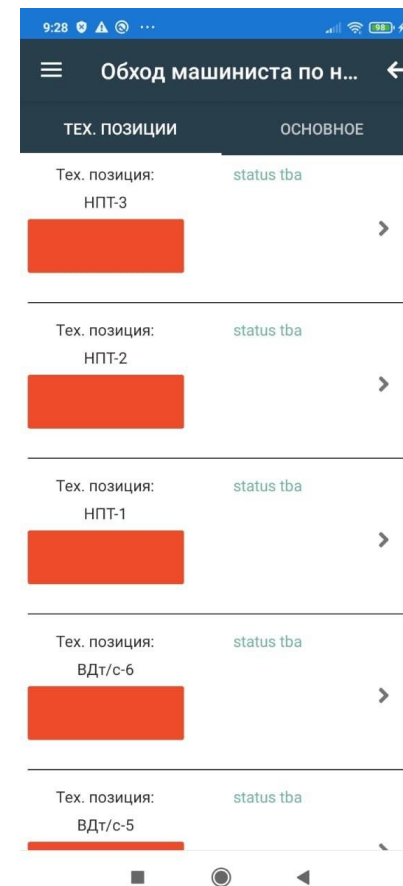 9:28
98
Обход машиниста по н...
ТЕХ. ПОЗИЦИИ
ОСНОВНОЕ
Тех. позиция:
status tba
НПТ-3
Тех. позиция:
status tba
НПТ-2
Тех. позиция:
status tba
НПТ-1
Тех. позиция:
status tba
ВДт/с-6
Тех. позиция:
status tba
ВДт/с-5